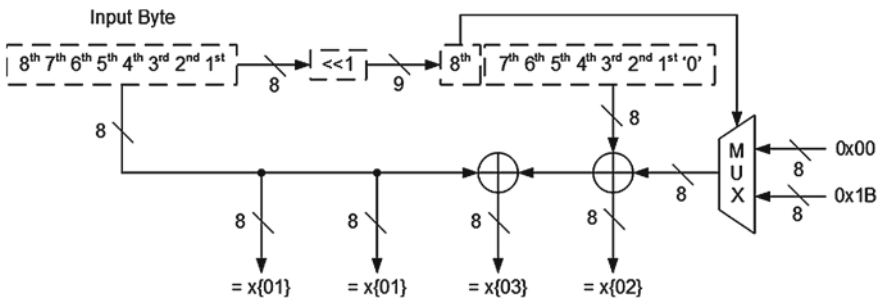 Input Byte
8th 7th 6th 5th 4th 3rd 2nd 1st
8
<<1
9
8th
7th 6th 5th 4th 3rd 2nd 1st '0'
8
8
MUX
8
0x00
8
8
0x1B
8
8
8
8
= x{01}
= x{01}
= x{03}
= x{02}